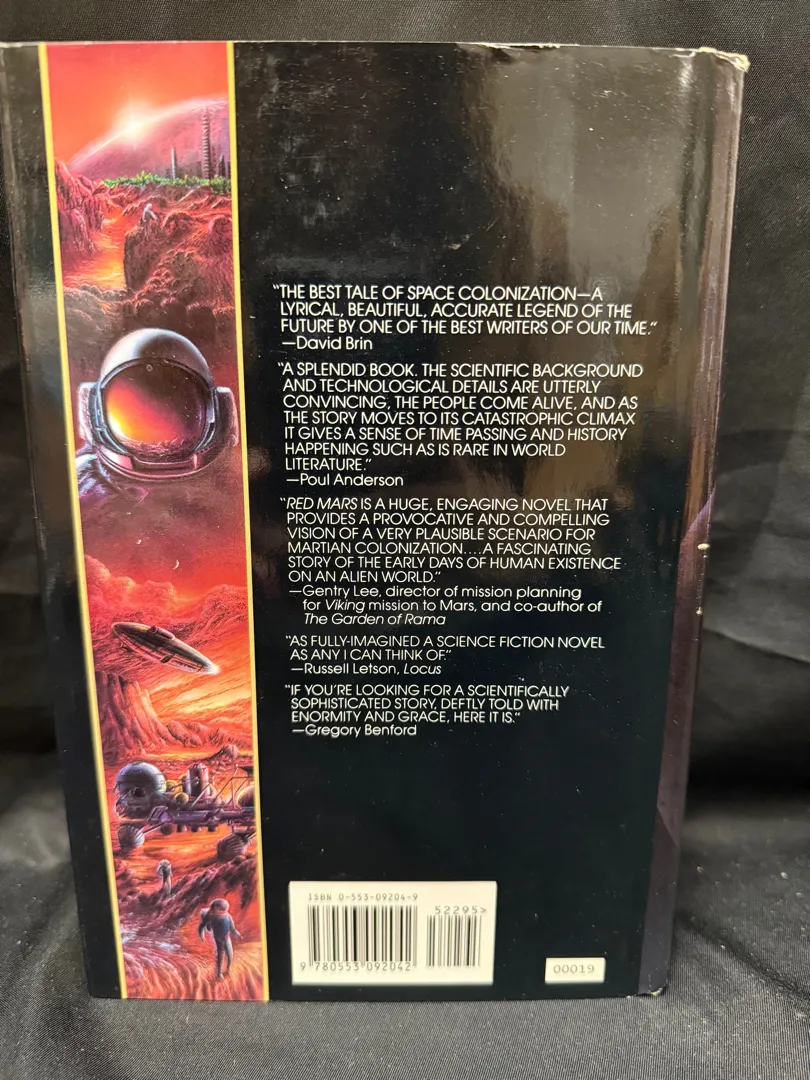 “THE BEST TALE OF SPACE COLONIZATION—A
LYRICAL, BEAUTIFUL, ACCURATE LEGEND OF THE
FUTURE BY ONE OF THE BEST WRITERS OF OUR TIME.”
—David Brin
“A SPLENDID BOOK. THE SCIENTIFIC BACKGROUND
AND TECHNOLOGICAL DETAILS ARE UTTERLY
CONVINCING, THE PEOPLE COME ALIVE, AND AS
THE STORY MOVES TO ITS CATASTROPHIC CLIMAX
IT GIVES A SENSE OF TIME PASSING AND HISTORY
HAPPENING SUCH AS IS RARE IN WORLD
LITERATURE.”
—Poul Anderson
“RED MARS IS A HUGE, ENGAGING NOVEL THAT
PROVIDES A PROVOCATIVE AND COMPELLING
VISION OF A VERY PLAUSIBLE SCENARIO FOR
MARTIAN COLONIZATION....A FASCINATING
STORY OF THE EARLY DAYS OF HUMAN EXISTENCE
ON AN ALIEN WORLD.”
—Gentry Lee, director of mission planning
for Viking mission to Mars, and co-author of
The Garden of Rama
“AS FULLY-IMAGINED A SCIENCE FICTION NOVEL
AS ANY I CAN THINK OF.”
—Russell Letson, Locus
“IF YOU’RE LOOKING FOR A SCIENTIFICALLY
SOPHISTICATED STORY, DEFTLY TOLD WITH
ENORMITY AND GRACE, HERE IT IS.”
—Gregory Benford
ISBN 0-553-09204-9
52295>
9 780553 092042
00019